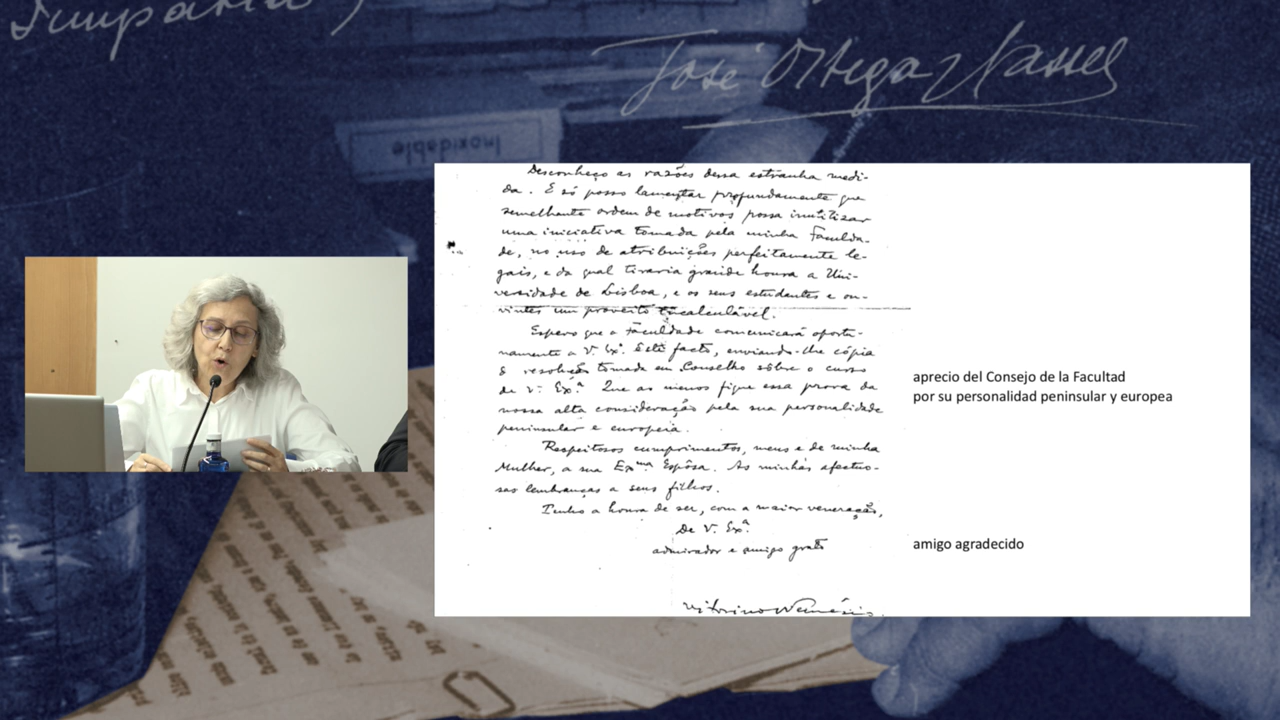 Impaciencia
José Ortega y Gasset
Inoxidable
Desconheço as razões dessa estranha medi-
da. E só posso lamentar profundamente que
semelhante ordem de motivos possa inutilizar
uma iniciativa tomada pela minha Faculda-
de, no uso de atribuições perfeitamente le-
gais, e da qual tiraria grande honra a Uni-
versidade de Lisboa, e os seus estudantes e ou-
vintes um proveito incalculável.
Espero que a Faculdade comunicará oportu-
namente a V. Exª. Este facto, enviando-lhe cópia
resolução tomada em Conselho sôbre o curso
de V. Exª. Que ao menos fique essa prova da
nossa alta consideração pela sua personalidade
peninsular e europeia.
Respeitosos cumprimentos, meus e de minha
Mulher, a sua Exma. Espôsa. As minhas afectuo-
sas lembranças a seus filhos.
Tenho a honra de ser, com a maior veneração,
De V. Exª.
admirador e amigo grato
Vitorino Nemésio
aprecio del Consejo de la Facultad
por su personalidad peninsular y europea
amigo agradecido